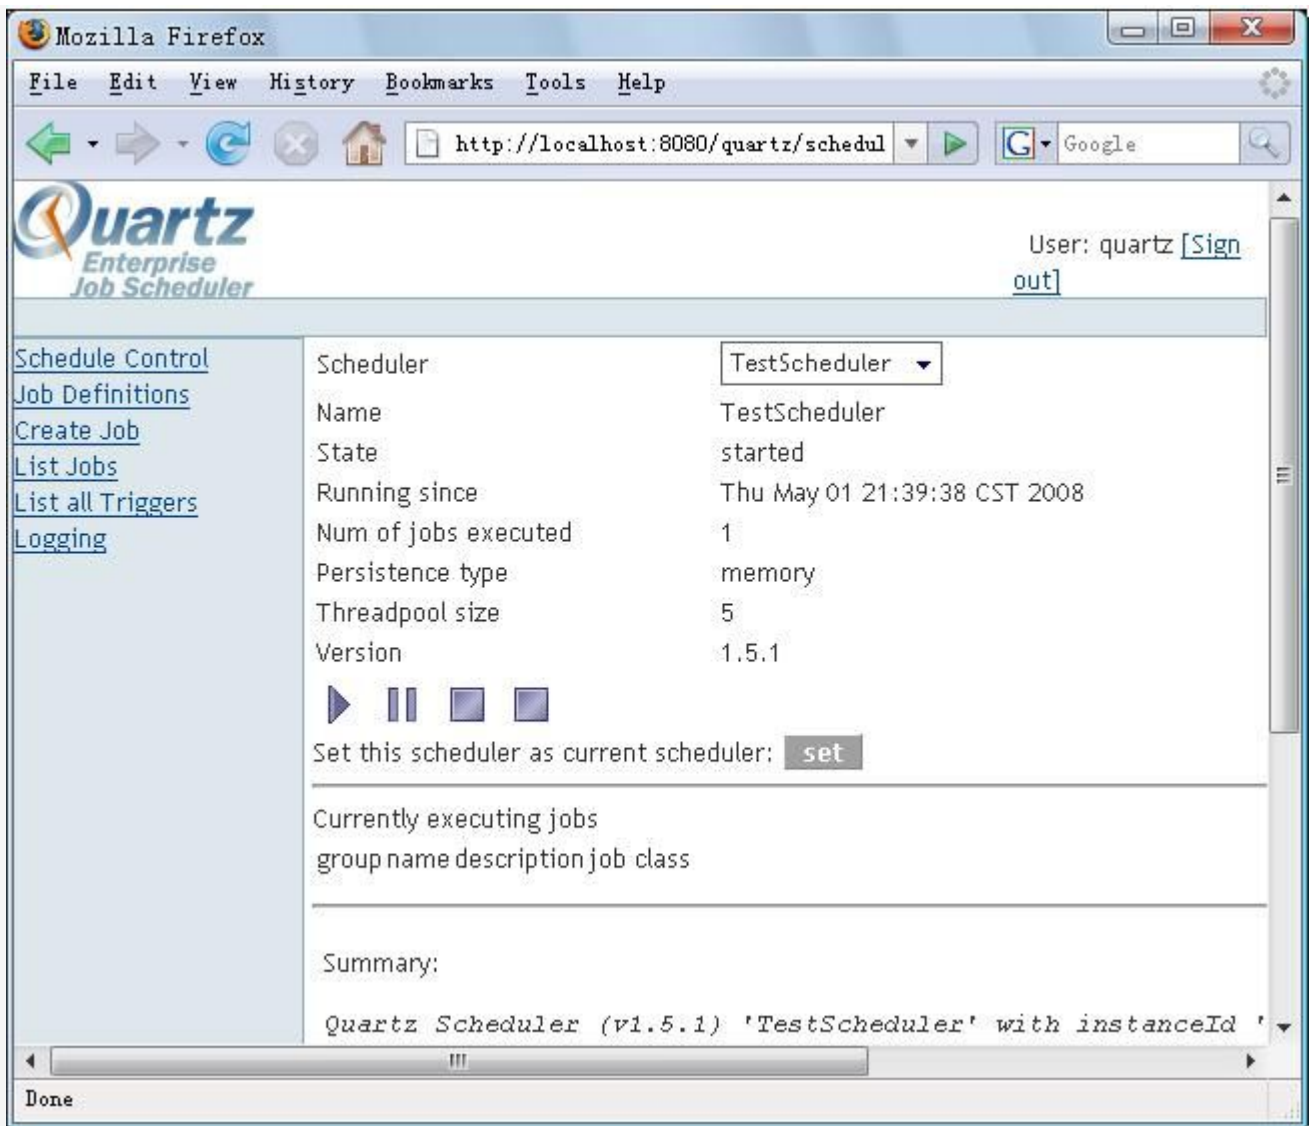 Mozilla Firefox
File Edit View History Bookmarks Tools Help
http://localhost:8080/quartz/schedul G Google
Quartz
Enterprise
Job Scheduler
User: quartz [Sign
out]
Schedule Control
Job Definitions
Create Job
List Jobs
List all Triggers
Logging
Scheduler TestScheduler
Name TestScheduler
State started
Running since Thu May 01 21:39:38 CST 2008
Num of jobs executed 1
Persistence type memory
Threadpool size 5
Version 1.5.1
Set this scheduler as current scheduler: set
Currently executing jobs
group name description job class
Summary:
Quartz Scheduler (v1.5.1) 'TestScheduler' with instanceId '
Done